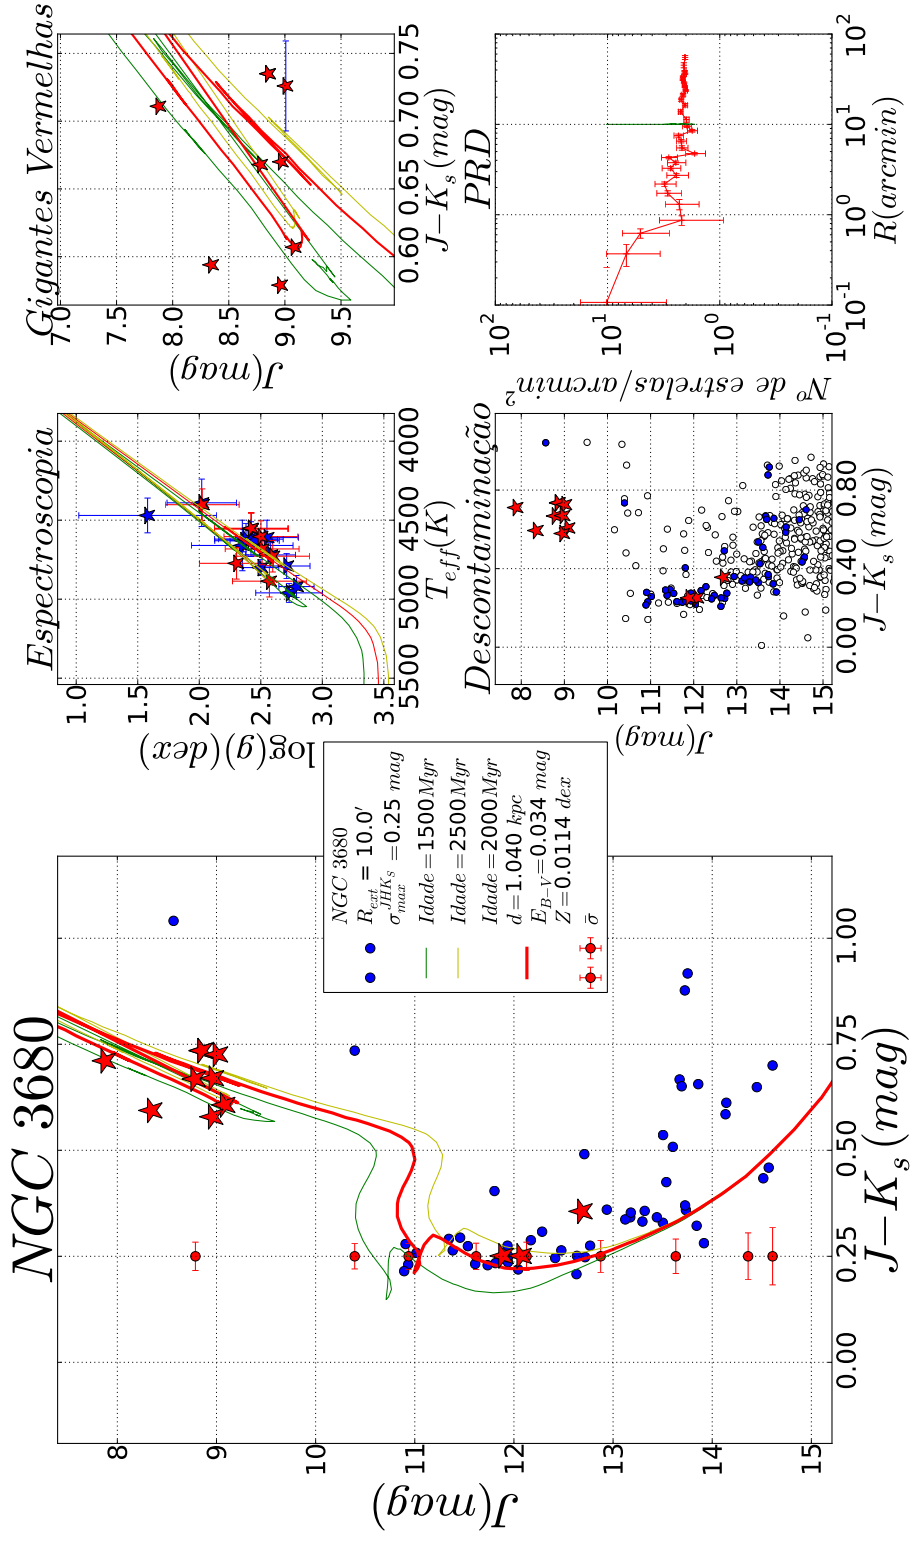 NGC 3680
8
9
10
11
12
13
14
15
J(mag)
0.00
0.25
0.50
0.75
1.00
J−Ks(mag)
NGC 3680
Rext = 10.0′
σmax^JHKs = 0.25 mag
Idade=1500Myr
Idade=2500Myr
Idade=2000Myr
d=1.040 kpc
E_B−V=0.034 mag
Z=0.0114 dex
σ̄
Espectroscopia
1.0
1.5
2.0
2.5
3.0
3.5
log(g)(dex)
5500
5000
4500
4000
Teff(K)
Gigantes Vermelhas
7.0
7.5
8.0
8.5
9.0
9.5
J(mag)
0.60
0.65
0.70
0.75
J−Ks(mag)
Descontaminação
8
9
10
11
12
13
14
15
J(mag)
0.00
0.40
0.80
J−Ks(mag)
PRD
10²
10¹
10⁰
10⁻¹
Nº de estrelas/arcmin²
10⁻¹
10⁰
10¹
10²
R(arcmin)